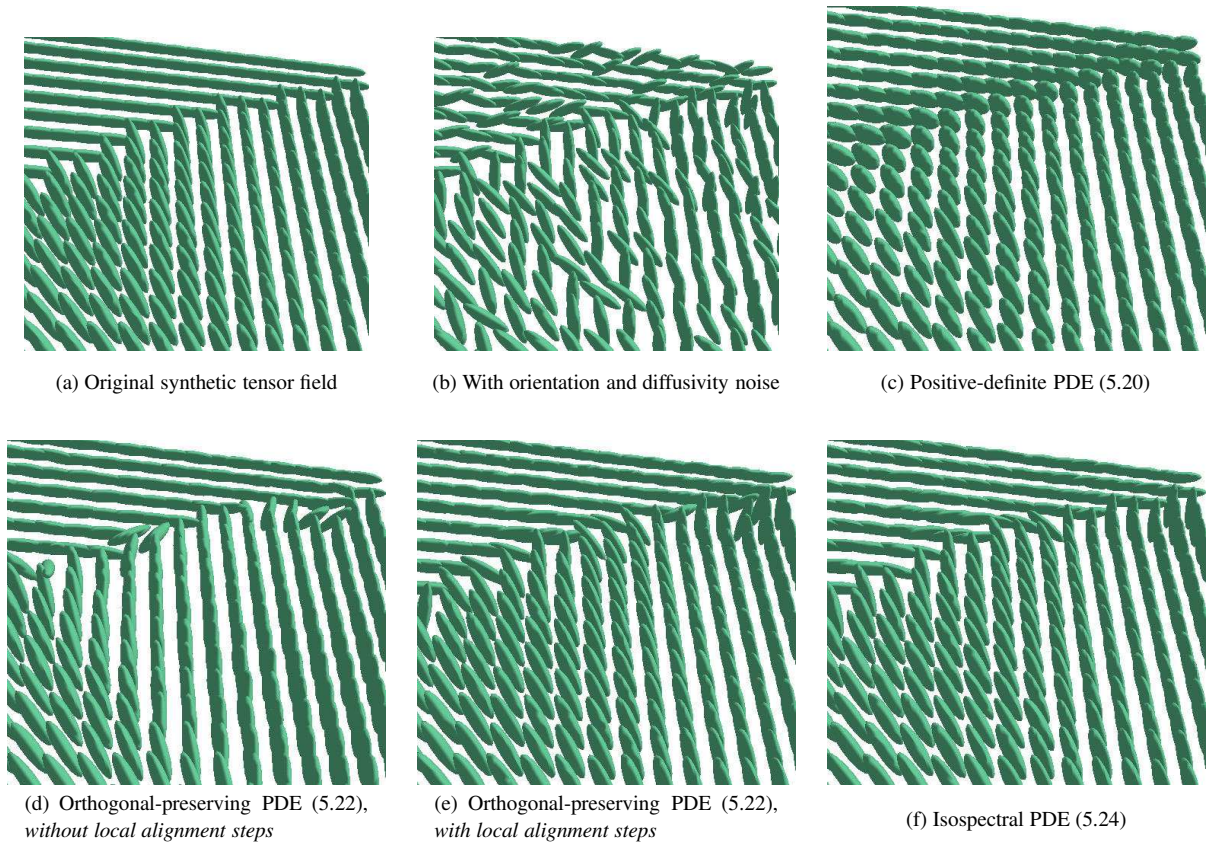 (a) Original synthetic tensor field
(b) With orientation and diffusivity noise
(c) Positive-definite PDE (5.20)
(d) Orthogonal-preserving PDE (5.22),
without local alignment steps
(e) Orthogonal-preserving PDE (5.22),
with local alignment steps
(f) Isospectral PDE (5.24)